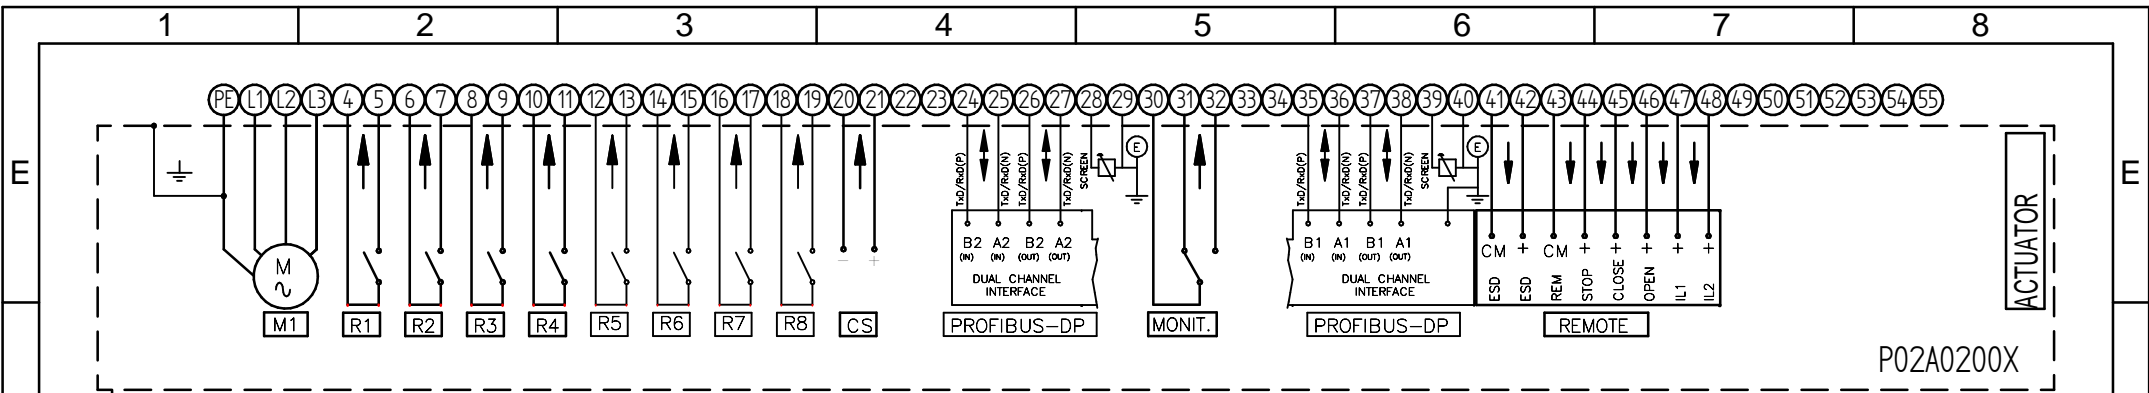 1 2 3 4 5 6 7 8
PE L1 L2 L3 4 5 6 7 8 9 10 11 12 13 14 15 16 17 18 19 20 21 22 23 24 25 26 27 28 29 30 31 32 33 34 35 36 37 38 39 40 41 42 43 44 45 46 47 48 49 50 51 52 53 54 55
E E
TxD/RxD(P) TxD/RxD(N) TxD/RxD(P) TxD/RxD(N) SCREEN E
TxD/RxD(P) TxD/RxD(N) TxD/RxD(P) TxD/RxD(N) SCREEN E
ACTUATOR
M
- +
B2 A2 B2 A2
(IN) (IN) (OUT) (OUT)
DUAL CHANNEL
INTERFACE
B1 A1 B1 A1
(IN) (IN) (OUT) (OUT)
DUAL CHANNEL
INTERFACE
CM + CM + + + + +
ESD ESD REM STOP CLOSE OPEN IL1 IL2
M1 R1 R2 R3 R4 R5 R6 R7 R8 CS PROFIBUS-DP MONIT. PROFIBUS-DP REMOTE
P02A0200X